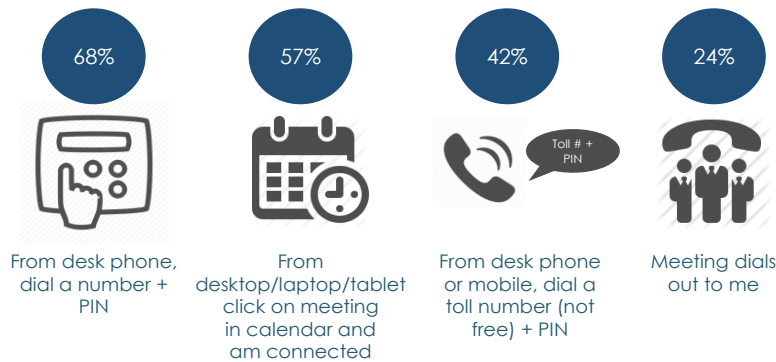 68%
57%
42%
24%
Toll # +
PIN
From desk phone,
dial a number +
PIN
From
desktop/laptop/tablet
click on meeting
in calendar and
am connected
From desk phone
or mobile, dial a
toll number (not
free) + PIN
Meeting dials
out to me